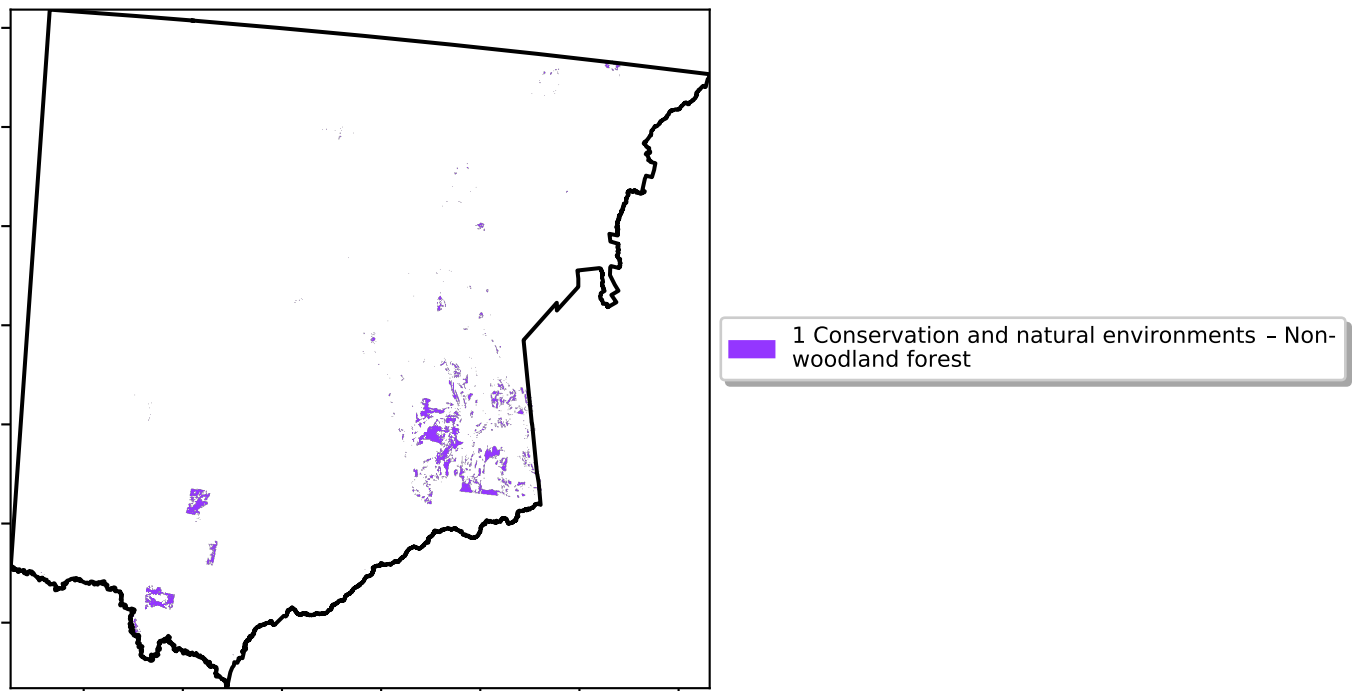 1 Conservation and natural environments – Non-
woodland forest